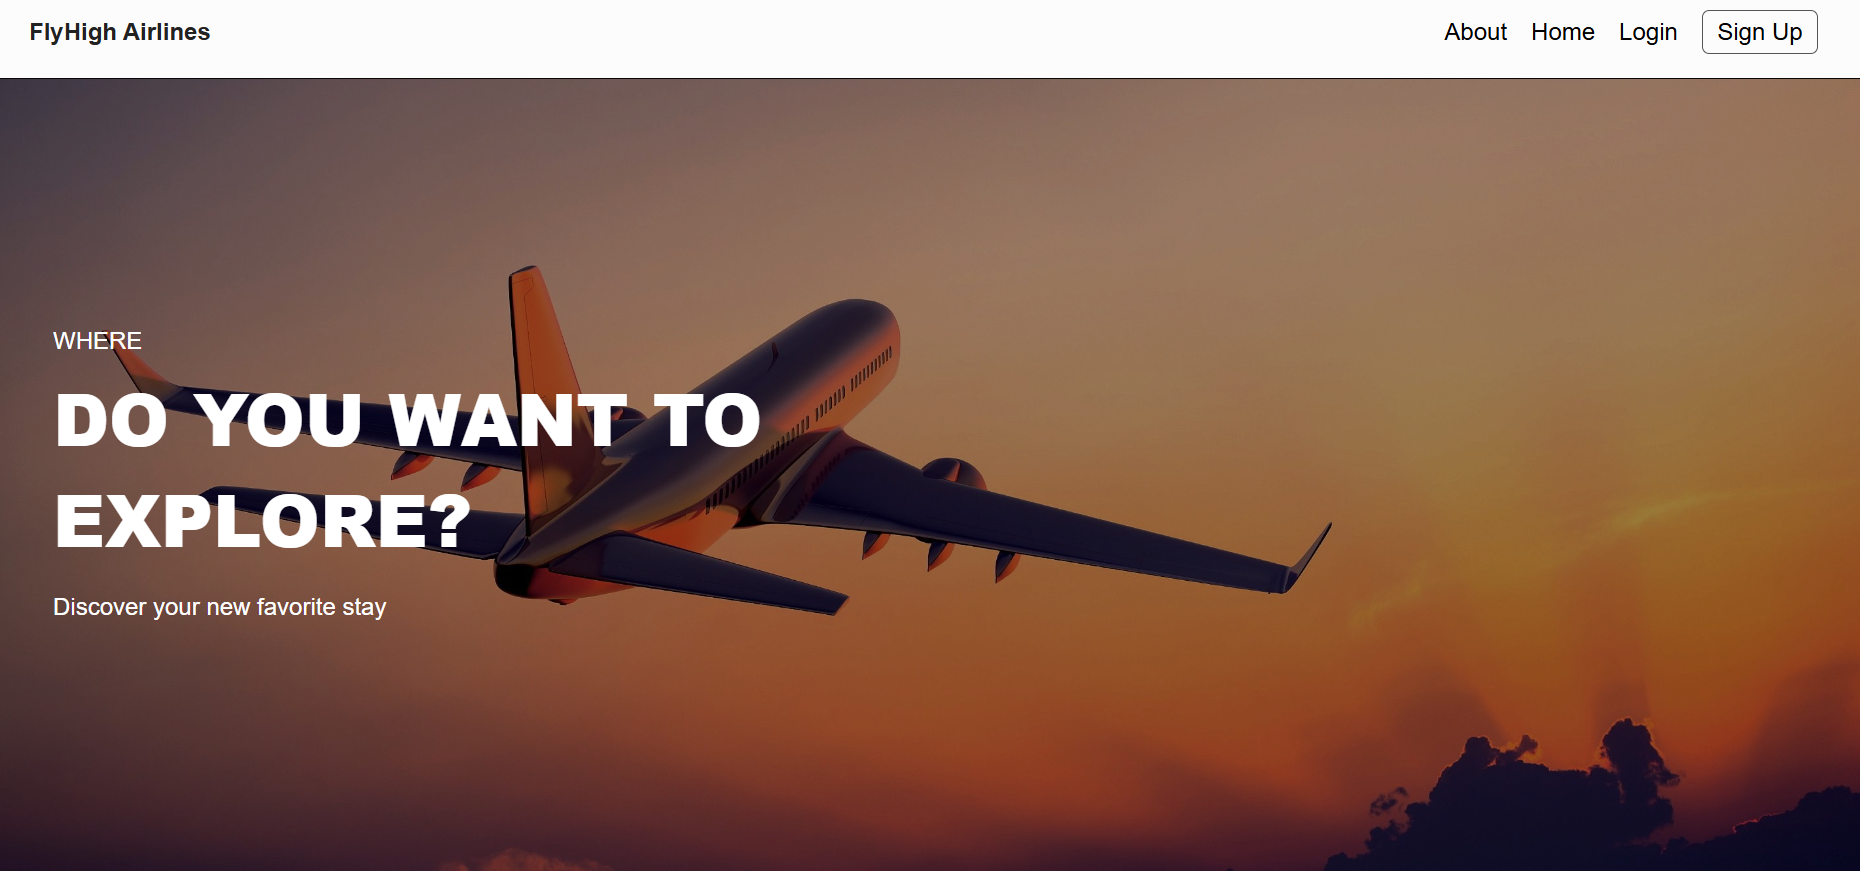 FlyHigh Airlines
About Home Login Sign Up
WHERE
DO YOU WANT TO
EXPLORE?
Discover your new favorite stay